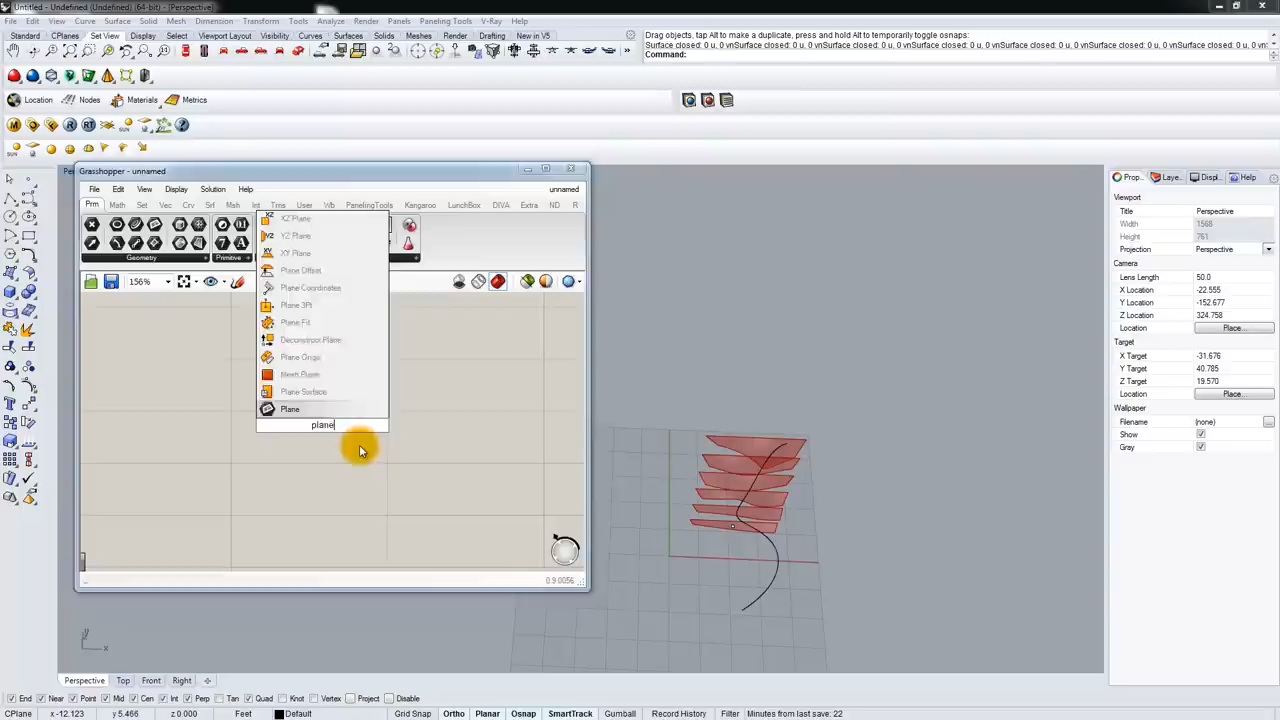 Untitled - Undefined (Undefined) (64-bit) - [Perspective]
File Edit View Curve Surface Solid Mesh Dimension Transform Tools Analyze Render Panels Paneling Tools V-Ray Help
Standard CPlanes Set View Display Select Viewport Layout Visibility Curves Surfaces Solids Meshes Render Drafting New in V5
Drag objects, tap Alt to make a duplicate, press and hold Alt to temporarily toggle osnaps:
Command:
Location Nodes Materials Metrics
Grasshopper - unnamed
File Edit View Display Solution Help unnamed
Prm Math Set Vec Crv Srf Msh Int Trns User Wb PanelingTools Kangaroo LunchBox DIVA Extra ND R
XZ Plane
YZ Plane
XY Plane
Plane Offset
Plane Coordinates
Plane 3Pt
Plane Fit
Deconstruct Plane
Plane Origin
Mesh Plane
Plane Surface
Plane
plane
Geometry Primitive
156%
0.9.0056
Prop... Laye... Displ... Help
Viewport
Title Perspective
Width 1568
Height 751
Projection Perspective
Camera
Lens Length 50.0
X Location -22.555
Y Location -152.677
Z Location 324.758
Location Place...
Target
X Target -31.676
Y Target 40.785
Z Target 19.570
Location Place...
Wallpaper
Filename (none) ...
Show
Gray
y
x
Perspective Top Front Right
End Near Point Mid Cen Int Perp Tan Quad Knot Vertex Project Disable
CPlane x -12.123 y 5.466 z 0.000 Feet Default Grid Snap Ortho Planar Osnap SmartTrack Gumball Record History Filter Minutes from last save: 22